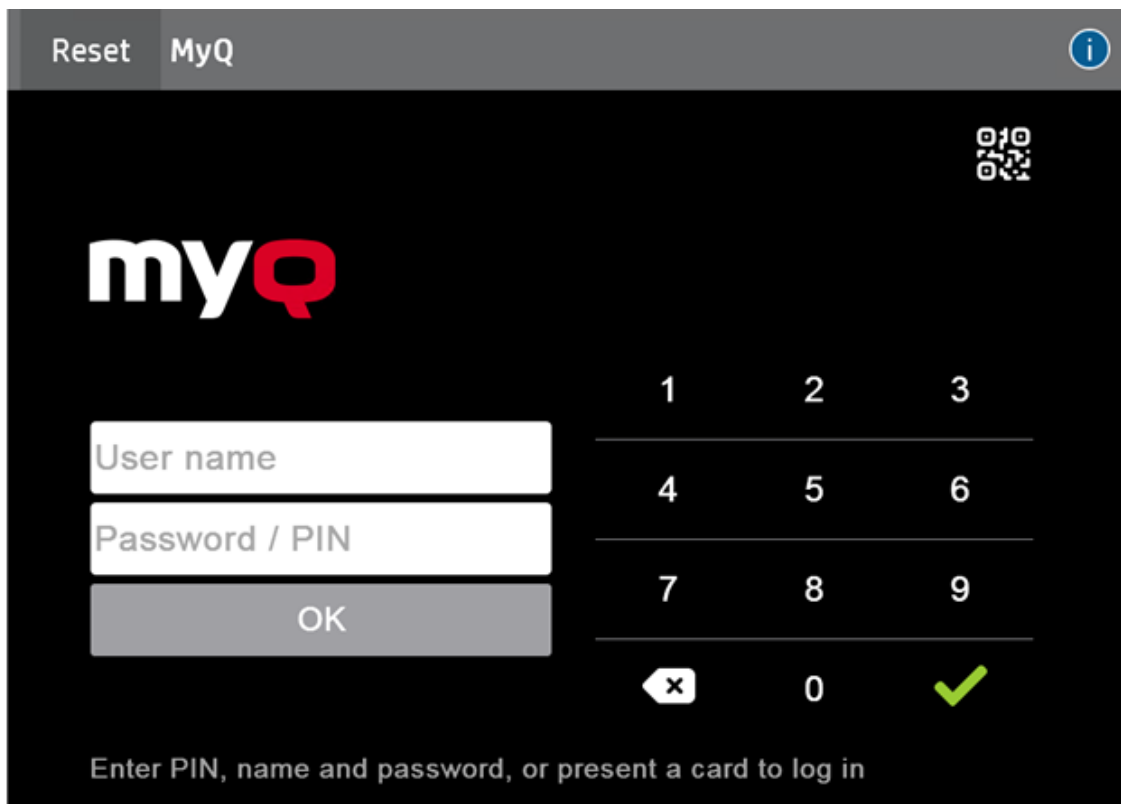 Reset MyQ i
myQ
User name
Password / PIN
OK
1 2 3
4 5 6
7 8 9
0
Enter PIN, name and password, or present a card to log in